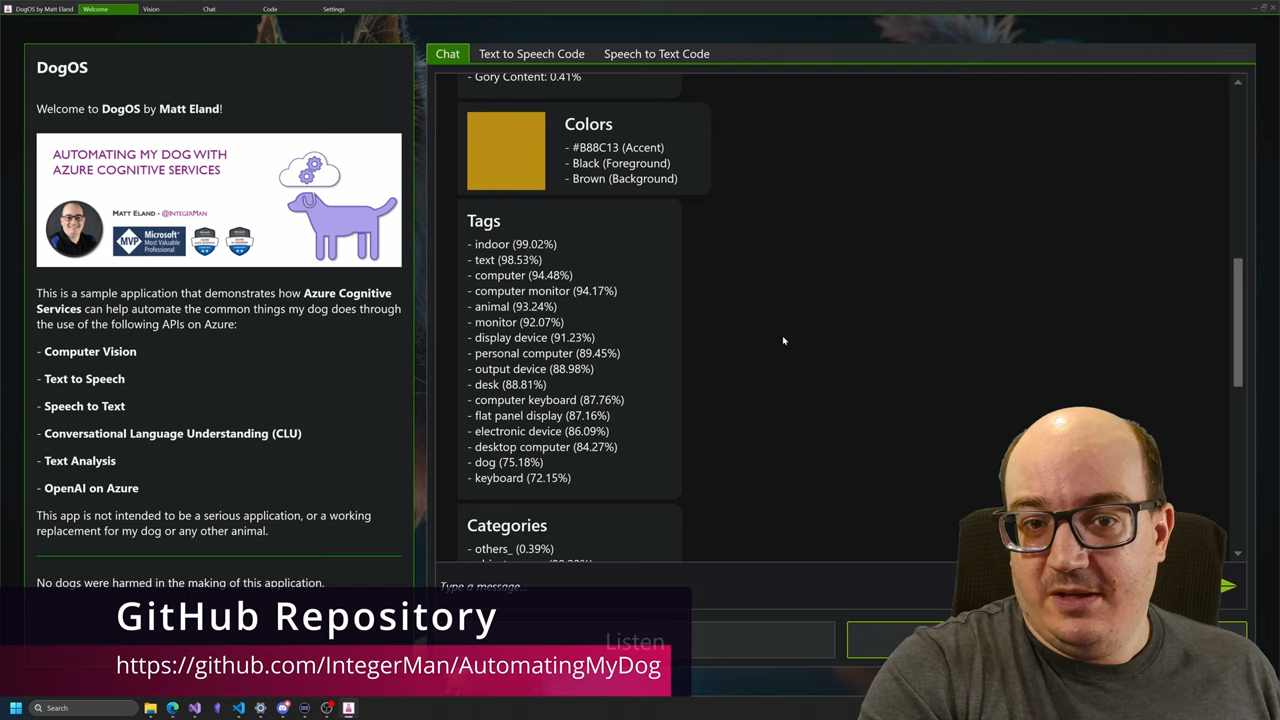 DogOS by Matt Eland
Welcome
Vision
Chat
Code
Settings
DogOS
Welcome to DogOS by Matt Eland!
AUTOMATING MY DOG WITH
AZURE COGNITIVE SERVICES
MATT ELAND - @INTEGERMAN
MVP
Microsoft
Most Valuable
Professional
This is a sample application that demonstrates how Azure Cognitive
Services can help automate the common things my dog does through
the use of the following APIs on Azure:
- Computer Vision
- Text to Speech
- Speech to Text
- Conversational Language Understanding (CLU)
- Text Analysis
- OpenAI on Azure
This app is not intended to be a serious application, or a working
replacement for my dog or any other animal.
No dogs were harmed in the making of this application.
Chat
Text to Speech Code
Speech to Text Code
- Gory Content: 0.41%
Colors
- #B88C13 (Accent)
- Black (Foreground)
- Brown (Background)
Tags
- indoor (99.02%)
- text (98.53%)
- computer (94.48%)
- computer monitor (94.17%)
- animal (93.24%)
- monitor (92.07%)
- display device (91.23%)
- personal computer (89.45%)
- output device (88.98%)
- desk (88.81%)
- computer keyboard (87.76%)
- flat panel display (87.16%)
- electronic device (86.09%)
- desktop computer (84.27%)
- dog (75.18%)
- keyboard (72.15%)
Categories
- others_ (0.39%)
Type a message...
Listen
GitHub Repository
https://github.com/IntegerMan/AutomatingMyDog
Search